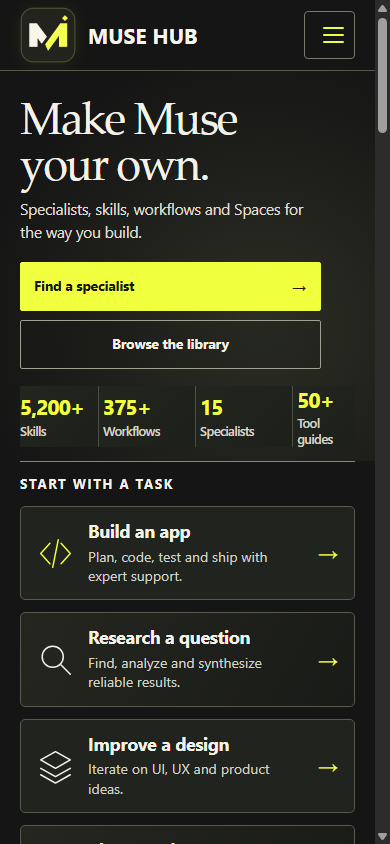 MUSE HUB
Make Muse
your own.
Specialists, skills, workflows and Spaces for
the way you build.
Find a specialist →
Browse the library
5,200+
Skills
375+
Workflows
15
Specialists
50+
Tool
guides
START WITH A TASK
Build an app
Plan, code, test and ship with
expert support.
→
Research a question
Find, analyze and synthesize
reliable results.
→
Improve a design
Iterate on UI, UX and product
ideas.
→